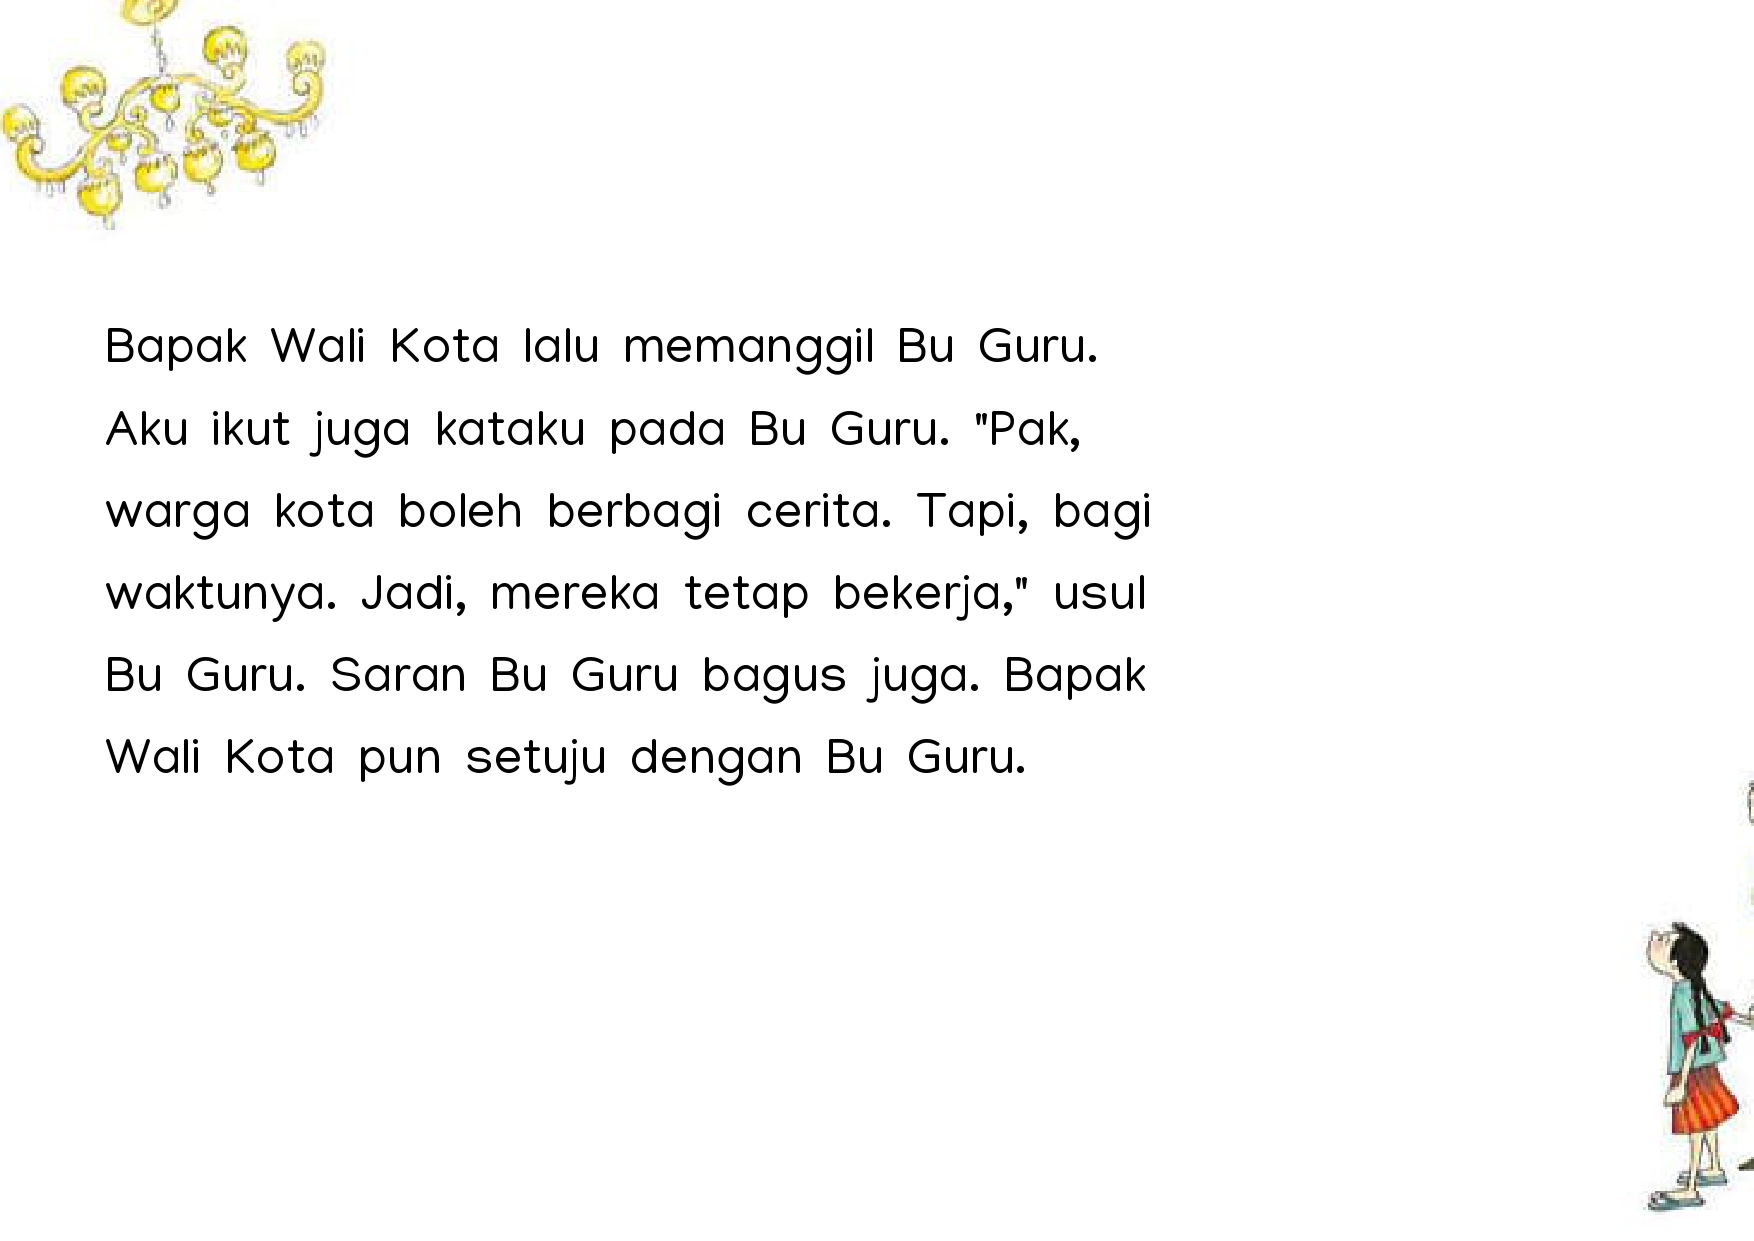 Bapak Wali Kota lalu memanggil Bu Guru.
Aku ikut juga kataku pada Bu Guru. "Pak,
warga kota boleh berbagi cerita. Tapi, bagi
waktunya. Jadi, mereka tetap bekerja," usul
Bu Guru. Saran Bu Guru bagus juga. Bapak
Wali Kota pun setuju dengan Bu Guru.